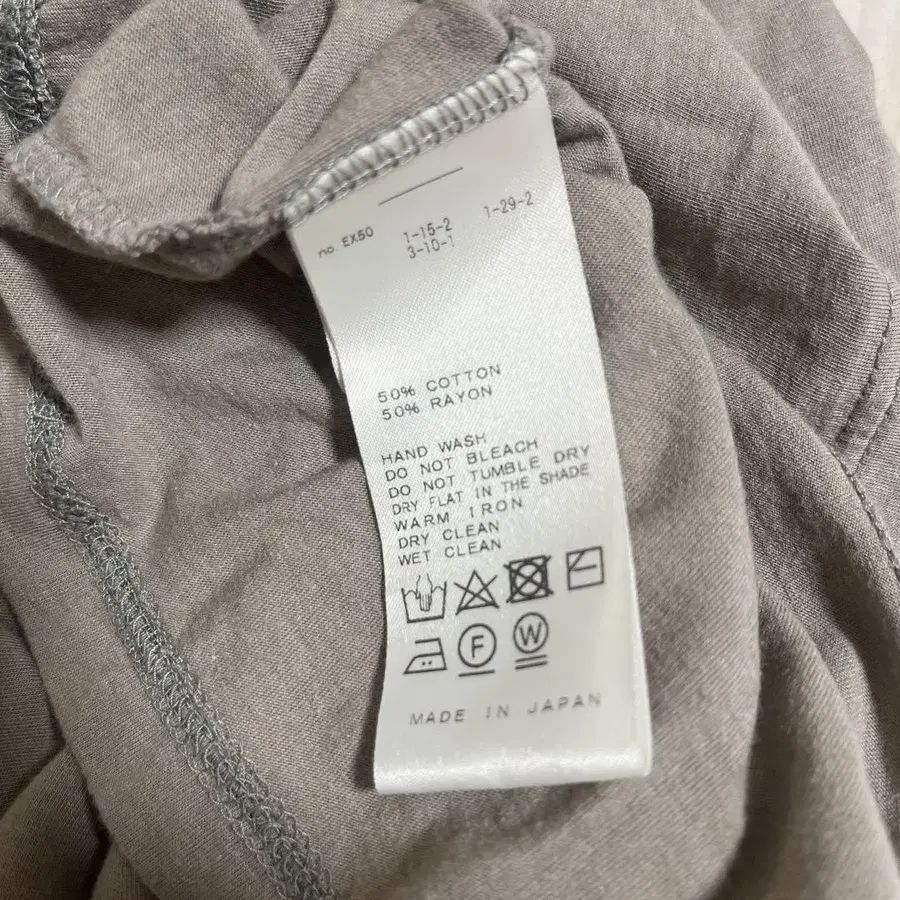 no. EX50 1-15-2 1-29-2
3-10-1
50% COTTON
50% RAYON
HAND WASH
DO NOT BLEACH
DO NOT TUMBLE DRY
DRY FLAT IN THE SHADE
WARM IRON
DRY CLEAN
WET CLEAN
F W
MADE IN JAPAN